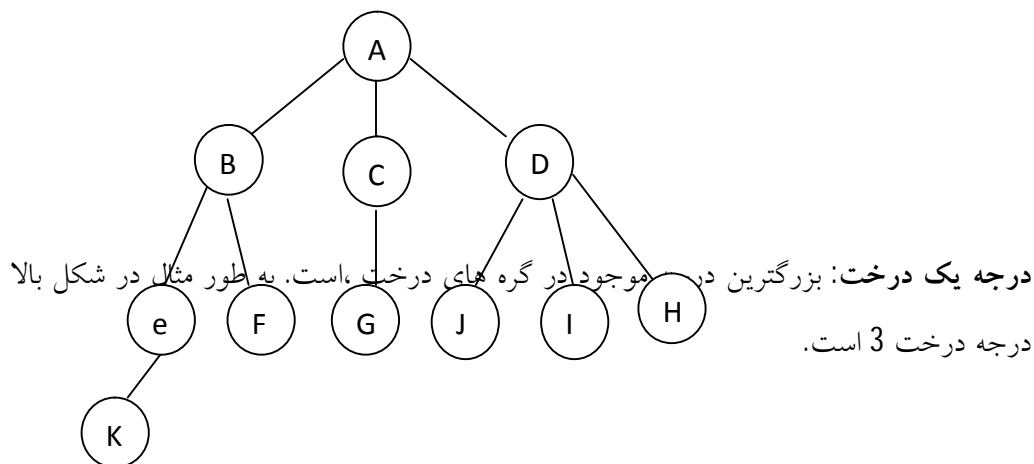 A
B
C
D
درجه یک درخت: بزرگترین درجه موجود در گره های درخت ،است. به طور مثال در شکل بالا
e
F
G
J
I
H
درجه درخت 3 است.
K